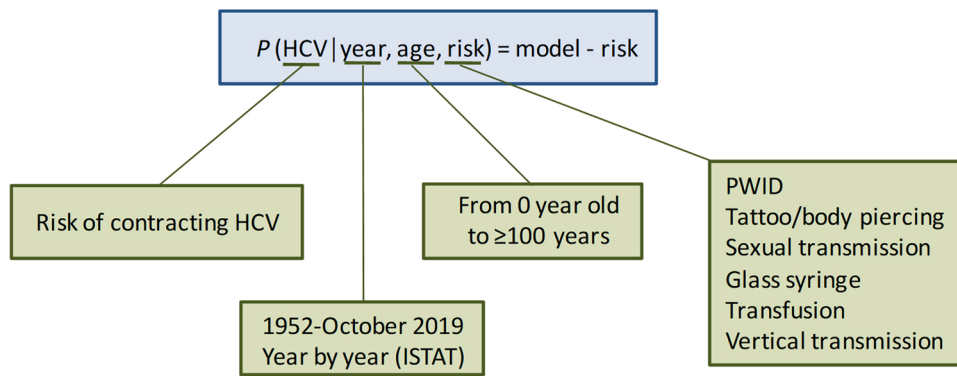 P (HCV|year, age, risk) = model - risk
Risk of contracting HCV
1952-October 2019
Year by year (ISTAT)
From 0 year old
to ≥100 years
PWID
Tattoo/body piercing
Sexual transmission
Glass syringe
Transfusion
Vertical transmission